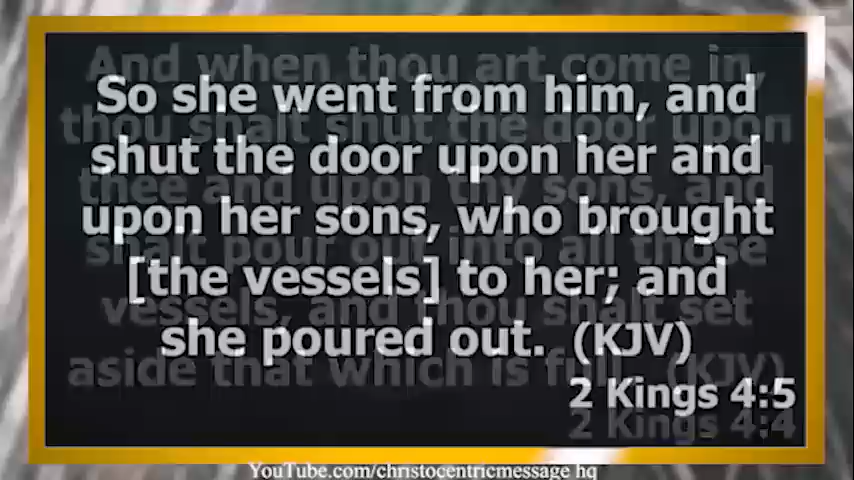 So she went from him, and
shut the door upon her and
upon her sons, who brought
[the vessels] to her; and
she poured out. (KJV)
2 Kings 4:5
And when thou art come in,
thou shalt shut the door upon
thee and upon thy sons, and
shalt pour out into all those
vessels, and thou shalt set
aside that which is full. (KJV)
2 Kings 4:4
YouTube.com/christocentricmessage hq